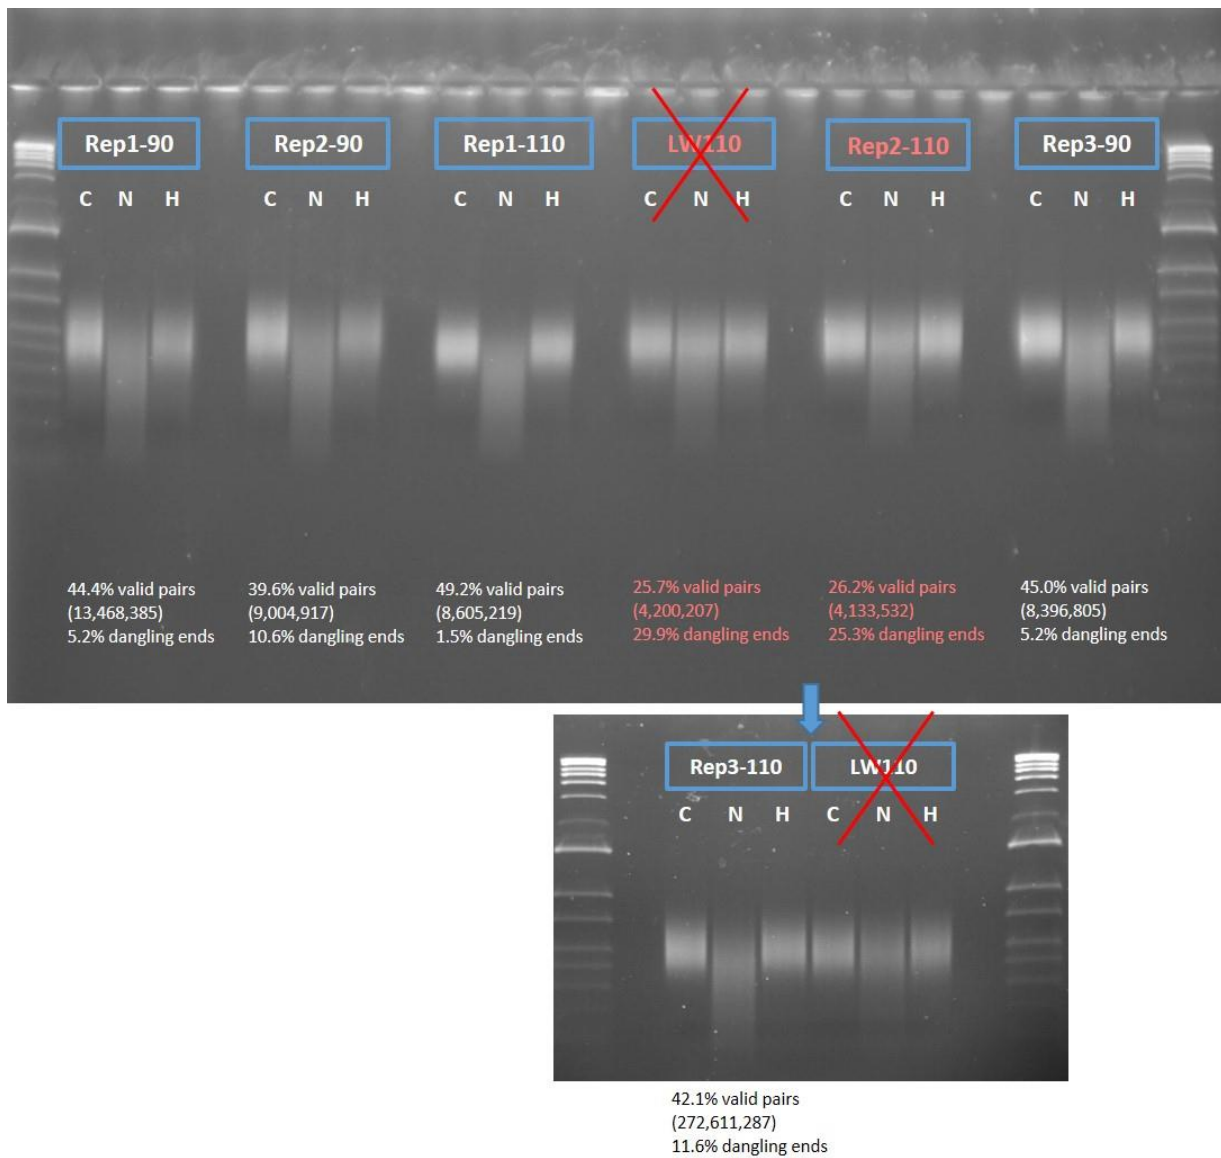 Rep1-90 Rep2-90 Rep1-110 LW110 Rep2-110 Rep3-90
C N H C N H C N H C N H C N H C N H
44.4% valid pairs
(13,468,385)
5.2% dangling ends
39.6% valid pairs
(9,004,917)
10.6% dangling ends
49.2% valid pairs
(8,605,219)
1.5% dangling ends
25.7% valid pairs
(4,200,207)
29.9% dangling ends
26.2% valid pairs
(4,133,532)
25.3% dangling ends
45.0% valid pairs
(8,396,805)
5.2% dangling ends
Rep3-110 LW110
C N H C N H
42.1% valid pairs
(272,611,287)
11.6% dangling ends